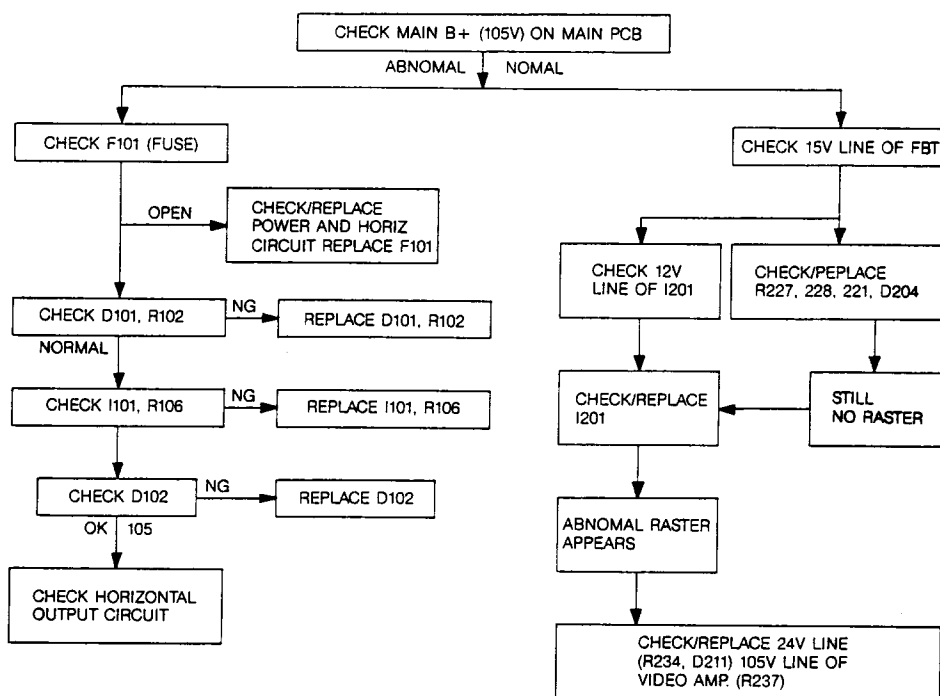 CHECK MAIN B+ (105V) ON MAIN PCB
ABNOMAL NOMAL
CHECK F101 (FUSE)
OPEN
CHECK/REPLACE
POWER AND HORIZ
CIRCUIT REPLACE F101
CHECK D101, R102
NG
REPLACE D101, R102
NORMAL
CHECK I101, R106
NG
REPLACE I101, R106
CHECK D102
NG
REPLACE D102
OK 105
CHECK HORIZONTAL
OUTPUT CIRCUIT
CHECK 15V LINE OF FBT
CHECK 12V
LINE OF I201
CHECK/PEPLACE
R227, 228, 221, D204
CHECK/REPLACE
I201
STILL
NO RASTER
ABNOMAL RASTER
APPEARS
CHECK/REPLACE 24V LINE
(R234, D211) 105V LINE OF
VIDEO AMP. (R237)